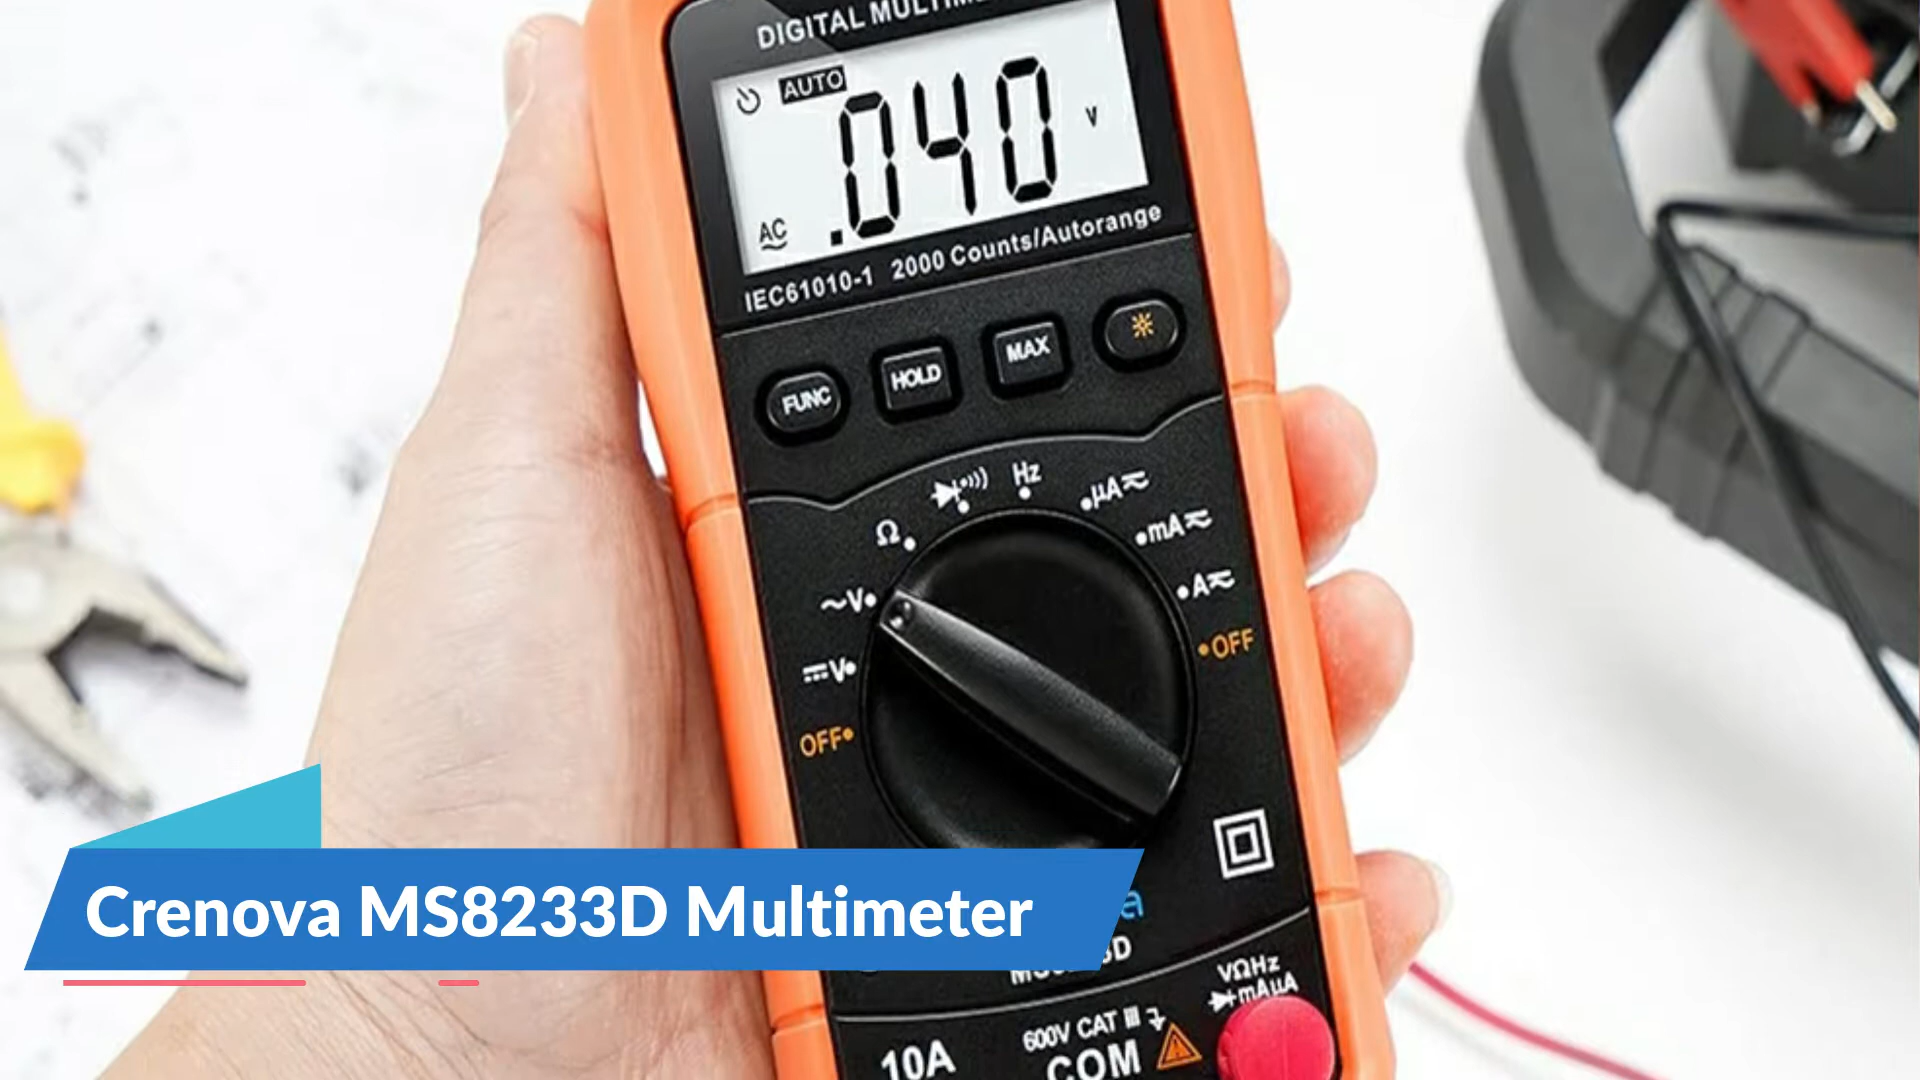 DIGITAL
AUTO
.040 V
AC
IEC61010-1 2000 Counts/Autorange
FUNC
HOLD
MAX
Hz
Ω
µA
mA
~V
A
V
OFF
OFF
Crenova MS8233D Multimeter
VΩHz
mAµA
600V CAT III
10A
COM